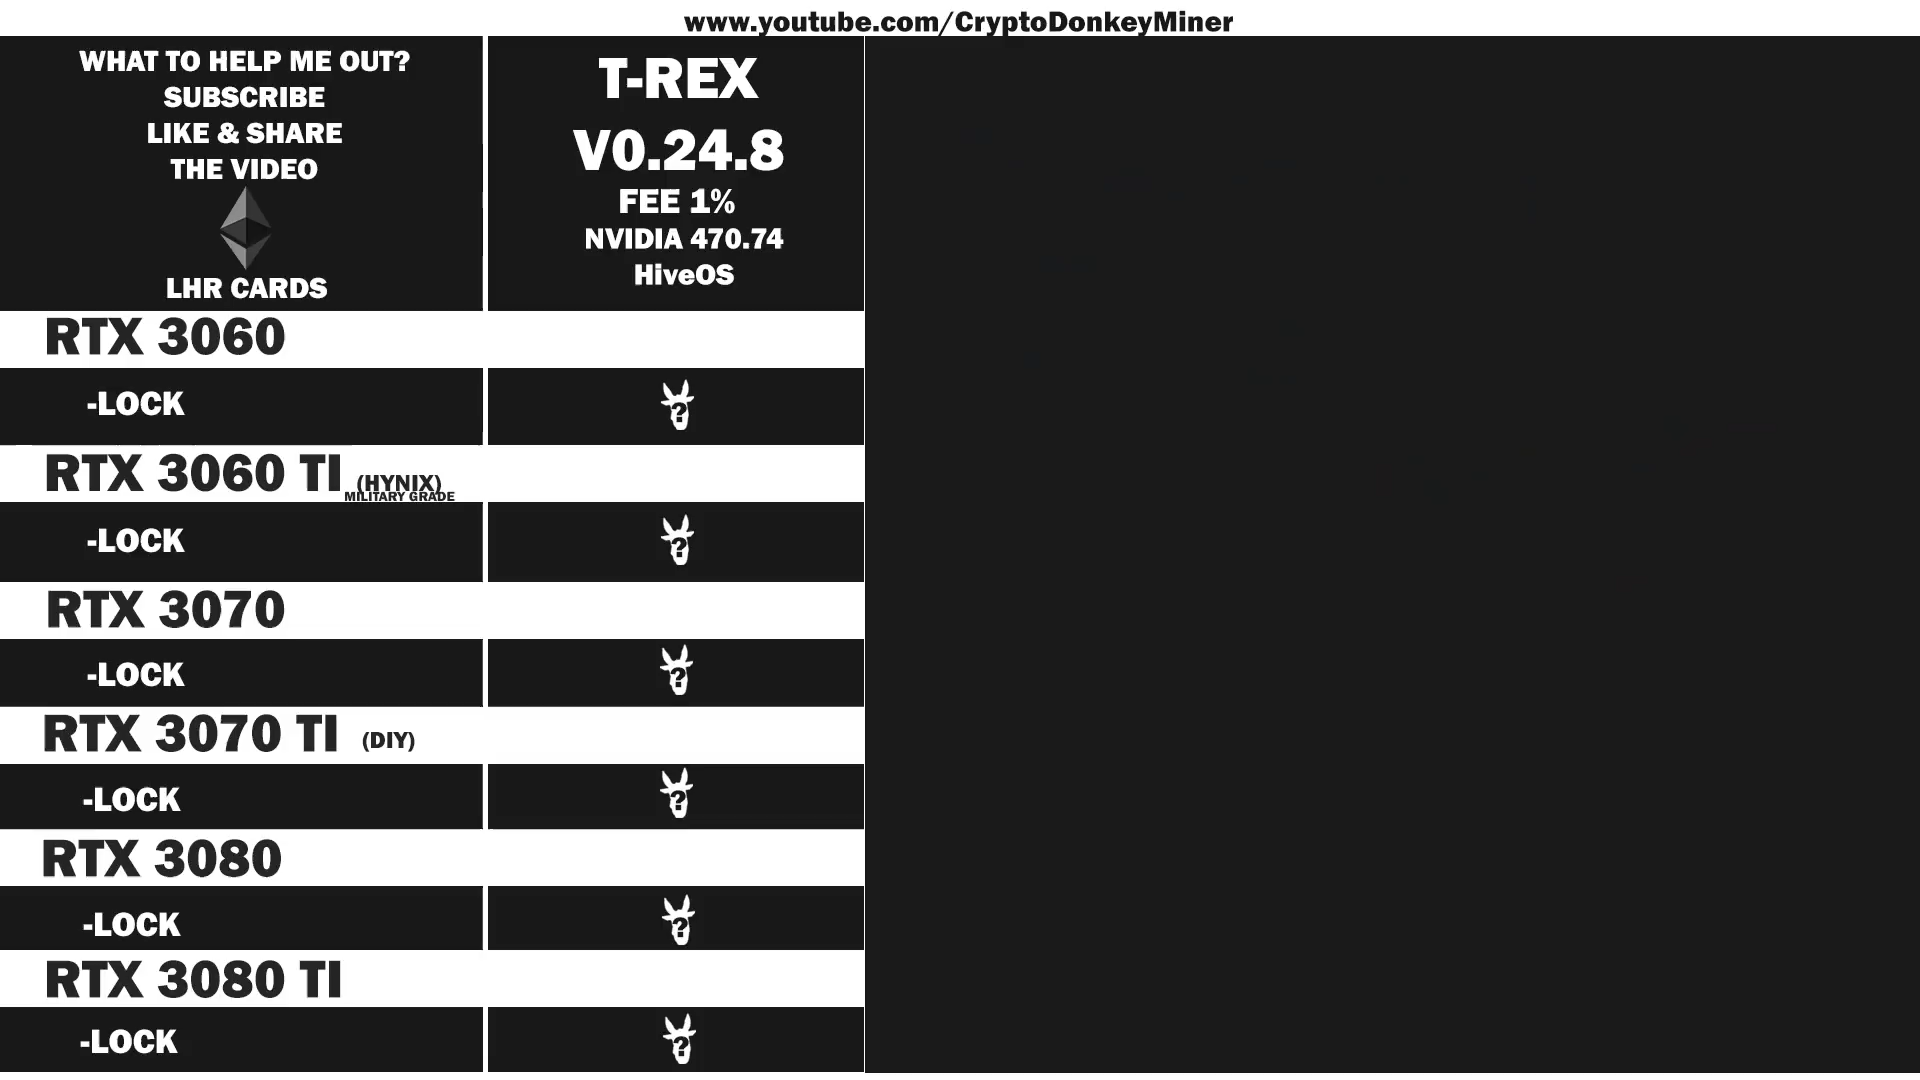 www.youtube.com/CryptoDonkeyMiner
WHAT TO HELP ME OUT?
SUBSCRIBE
LIKE & SHARE
THE VIDEO
LHR CARDS
T-REX
V0.24.8
FEE 1%
NVIDIA 470.74
HiveOS
RTX 3060
-LOCK
?
RTX 3060 TI (HYNIX)
MILITARY GRADE
-LOCK
?
RTX 3070
-LOCK
?
RTX 3070 TI (DIY)
-LOCK
?
RTX 3080
-LOCK
?
RTX 3080 TI
-LOCK
?